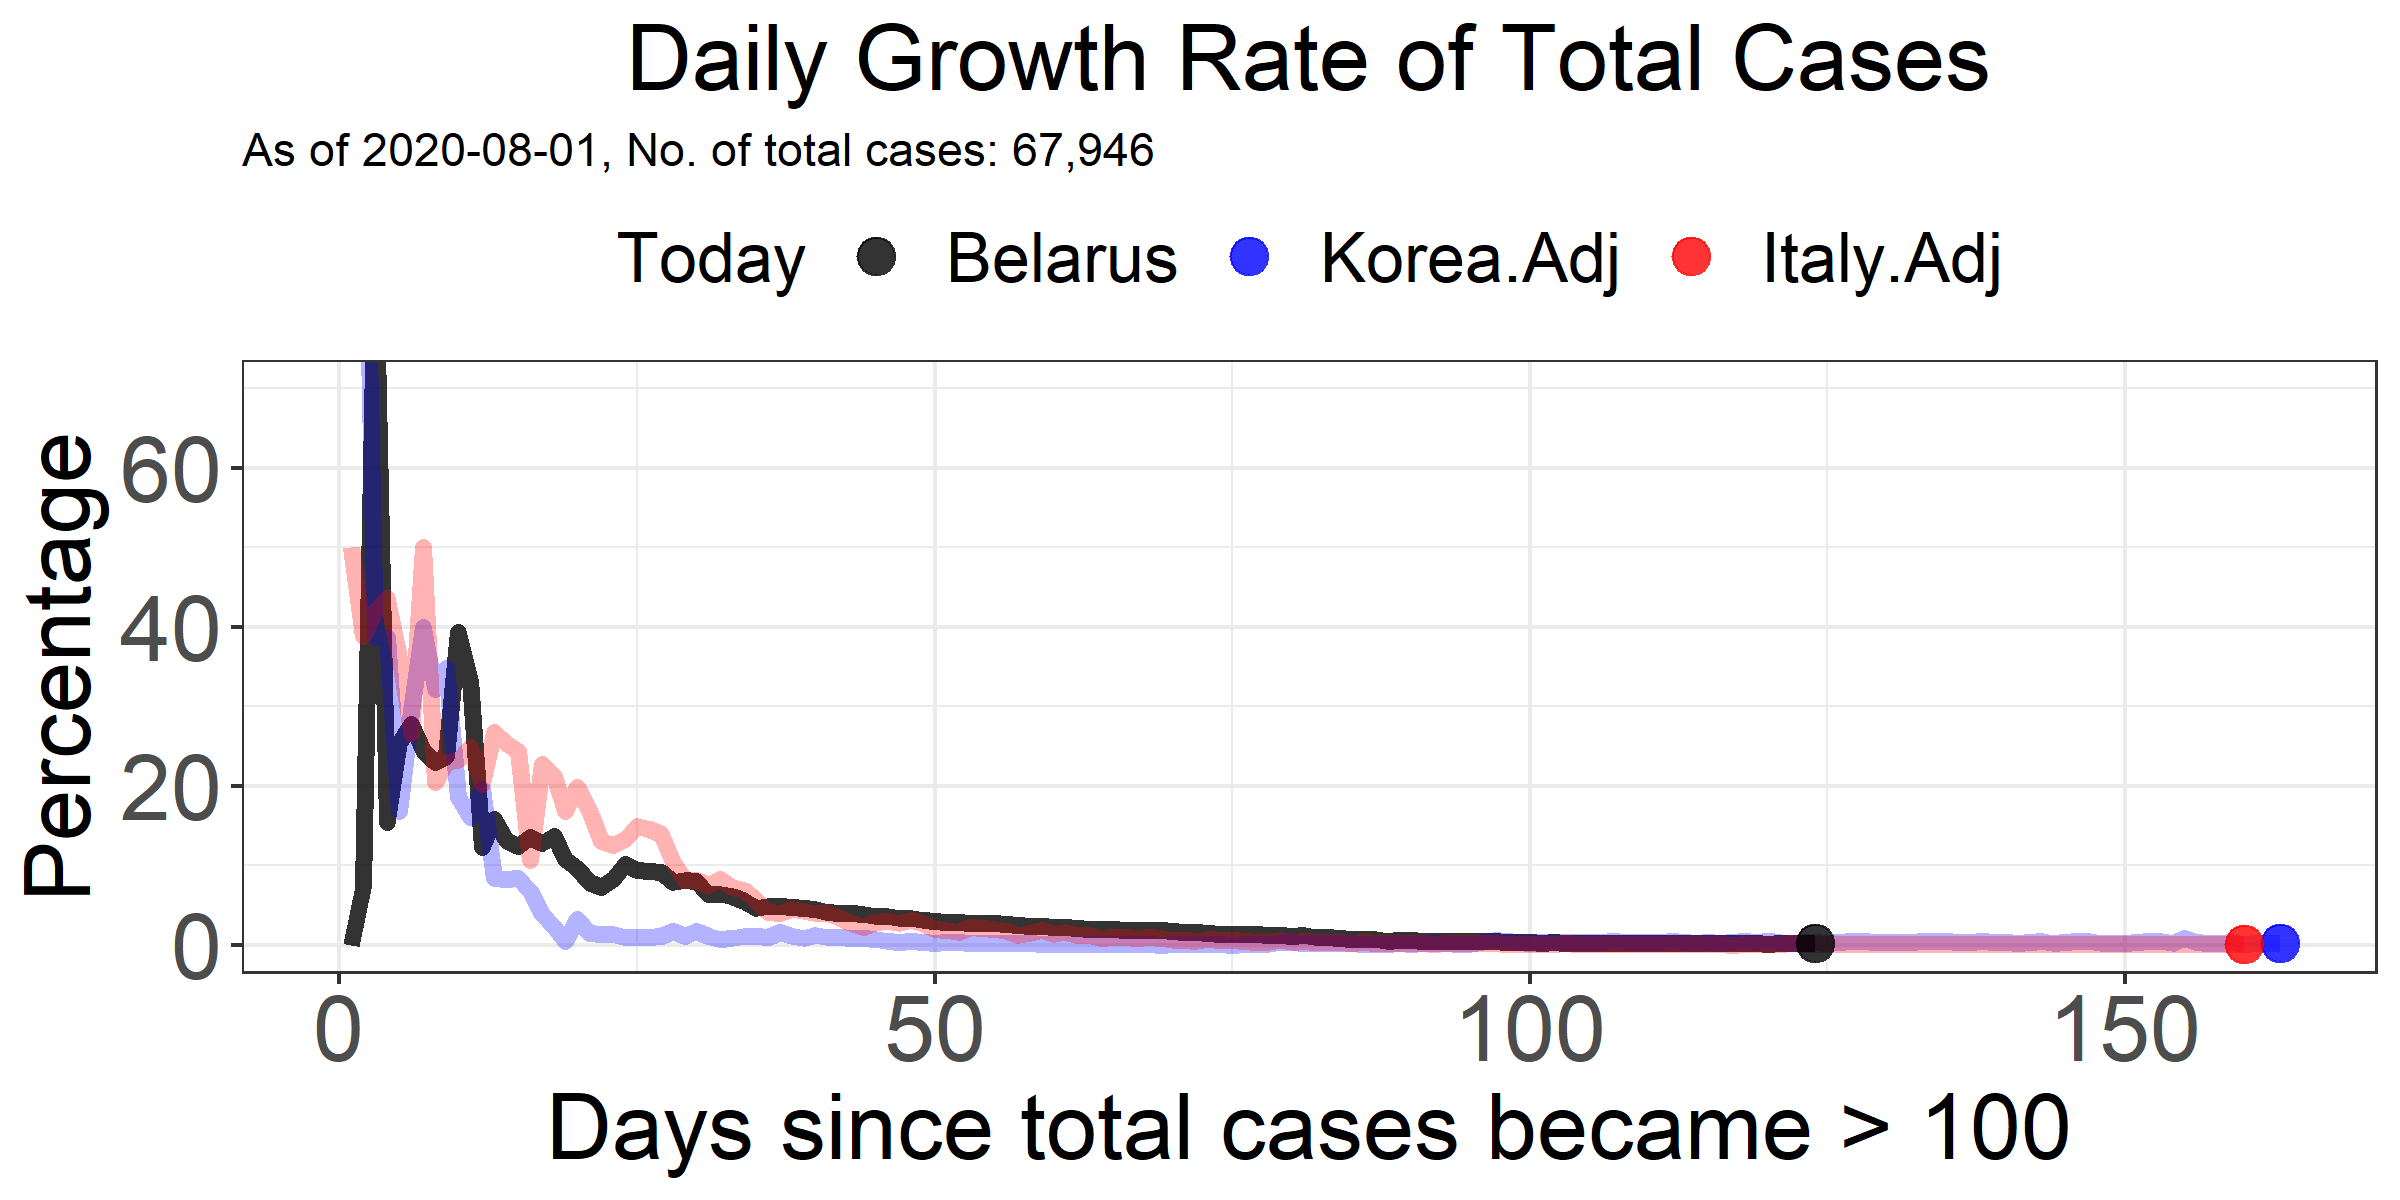 Daily Growth Rate of Total Cases
As of 2020-08-01, No. of total cases: 67,946
Today Belarus Korea.Adj Italy.Adj
Percentage
60
40
20
0
0 50 100 150
Days since total cases became > 100